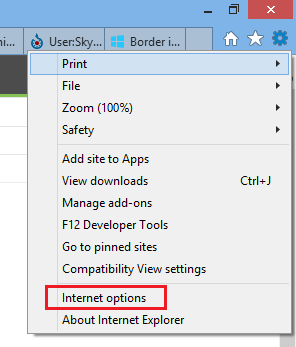 User:Sky... Border i...
Print
File
Zoom (100%)
Safety
Add site to Apps
View downloads Ctrl+J
Manage add-ons
F12 Developer Tools
Go to pinned sites
Compatibility View settings
Internet options
About Internet Explorer